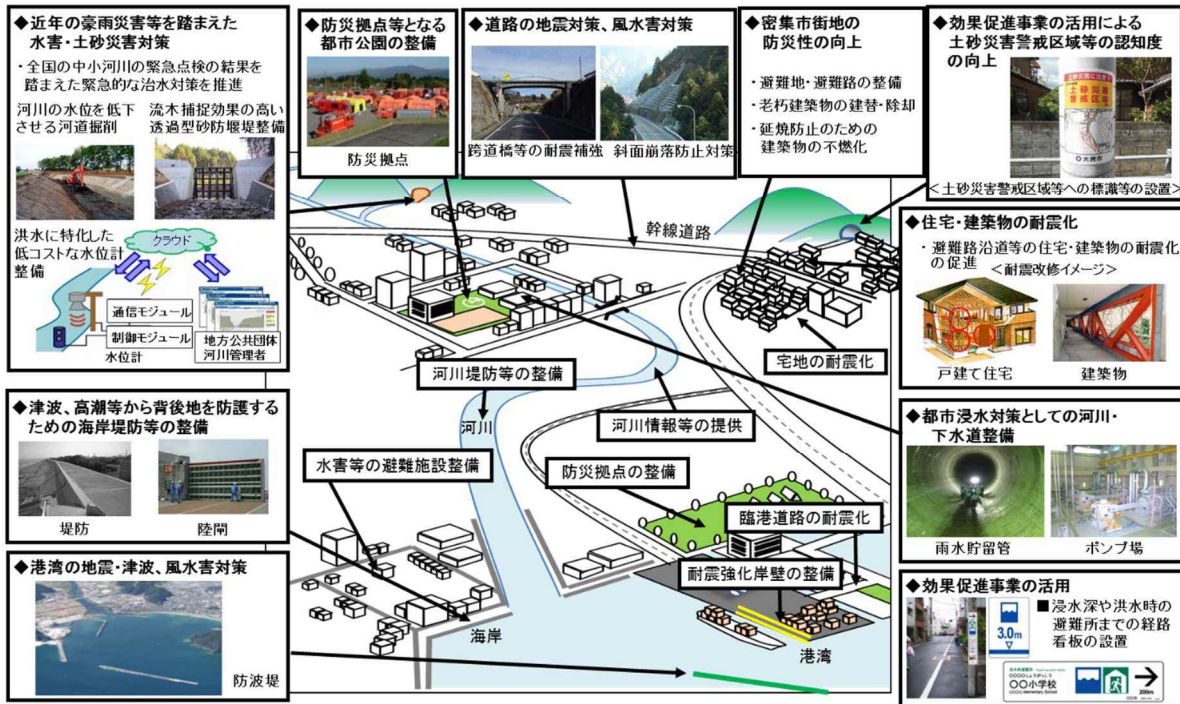 ◆近年の豪雨災害等を踏まえた
水害・土砂災害対策
・全国の中小河川の緊急点検の結果を
踏まえた緊急的な治水対策を推進
河川の水位を低下
させる河道掘削
流木捕捉効果の高い
透過型砂防堰堤整備
洪水に特化した
低コストな水位計
整備
クラウド
通信モジュール
制御モジュール
水位計
地方公共団体
河川管理者
◆防災拠点等となる
都市公園の整備
防災拠点
◆道路の地震対策、風水害対策
跨道橋等の耐震補強
斜面崩落防止対策
◆密集市街地の
防災性の向上
・避難地・避難路の整備
・老朽建築物の建替・除却
・延焼防止のための
建築物の不燃化
◆効果促進事業の活用による
土砂災害警戒区域等の認知度
の向上
土砂災害に注意
土砂災害
警戒区域
大洲市
<土砂災害警戒区域等への標識等の設置>
幹線道路
宅地の耐震化
河川堤防等の整備
河川
河川情報等の提供
水害等の避難施設整備
防災拠点の整備
臨港道路の耐震化
耐震強化岸壁の整備
海岸
港湾
◆住宅・建築物の耐震化
・避難路沿道等の住宅・建築物の耐震化
の促進
<耐震改修イメージ>
戸建て住宅
建築物
◆津波、高潮等から背後地を防護する
ための海岸堤防等の整備
堤防
陸閘
◆都市浸水対策としての河川・
下水道整備
雨水貯留管
ポンプ場
◆港湾の地震・津波、風水害対策
防波堤
◆効果促進事業の活用
■浸水深や洪水時の
避難所までの経路
看板の設置
3.0m
〇〇〇〇しょうがっこう
〇〇小学校
〇〇〇〇 elementary School
200m